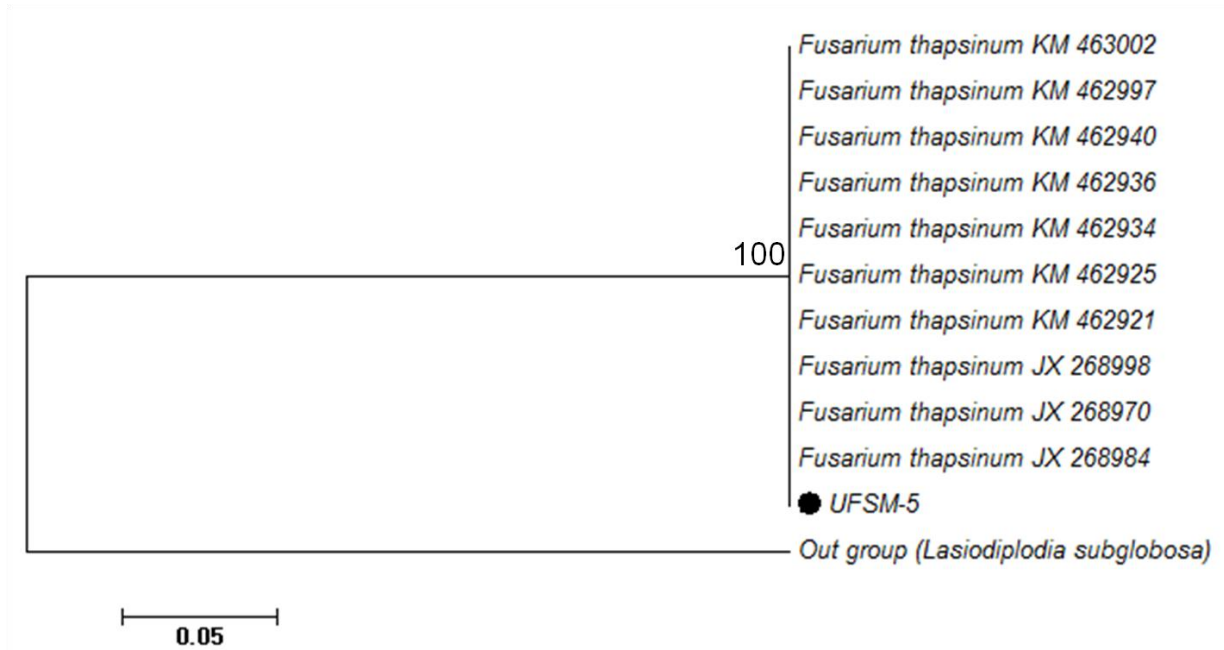 Fusarium thapsinum KM 463002
Fusarium thapsinum KM 462997
Fusarium thapsinum KM 462940
Fusarium thapsinum KM 462936
Fusarium thapsinum KM 462934
100
Fusarium thapsinum KM 462925
Fusarium thapsinum KM 462921
Fusarium thapsinum JX 268998
Fusarium thapsinum JX 268970
Fusarium thapsinum JX 268984
UFSM-5
Out group (Lasiodiplodia subglobosa)
0.05